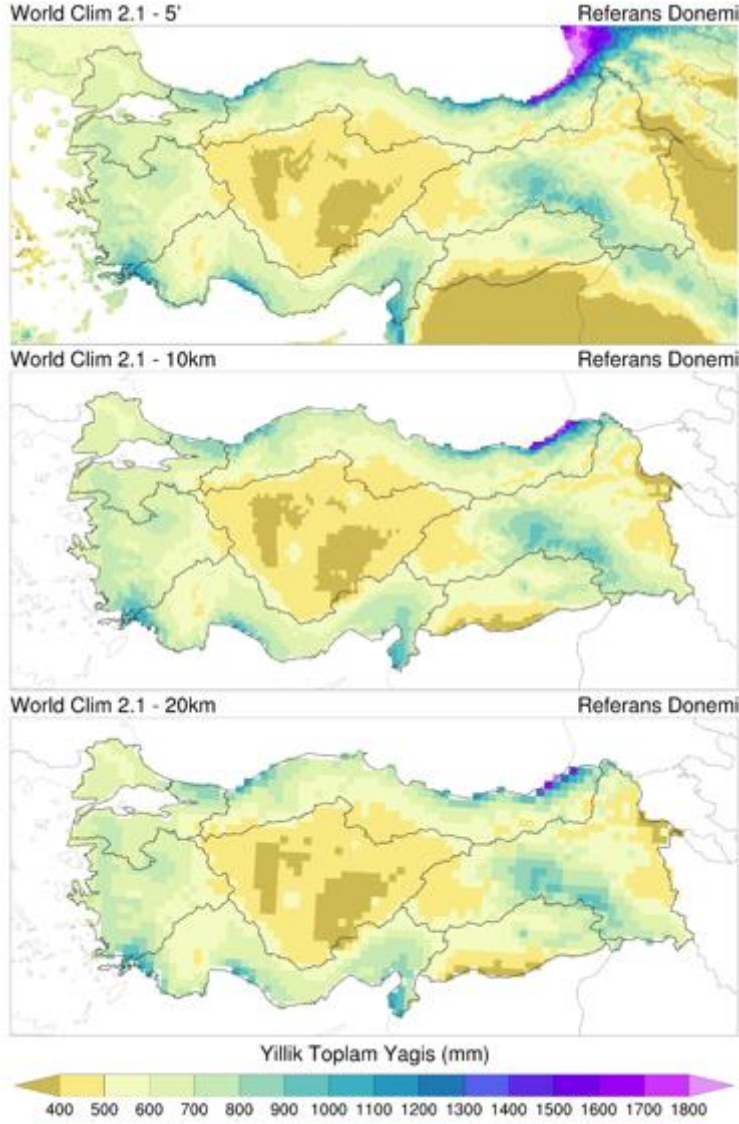 World Clim 2.1 - 5' Referans Donemi
World Clim 2.1 - 10km Referans Donemi
World Clim 2.1 - 20km Referans Donemi
Yillik Toplam Yagis (mm)
400 500 600 700 800 900 1000 1100 1200 1300 1400 1500 1600 1700 1800